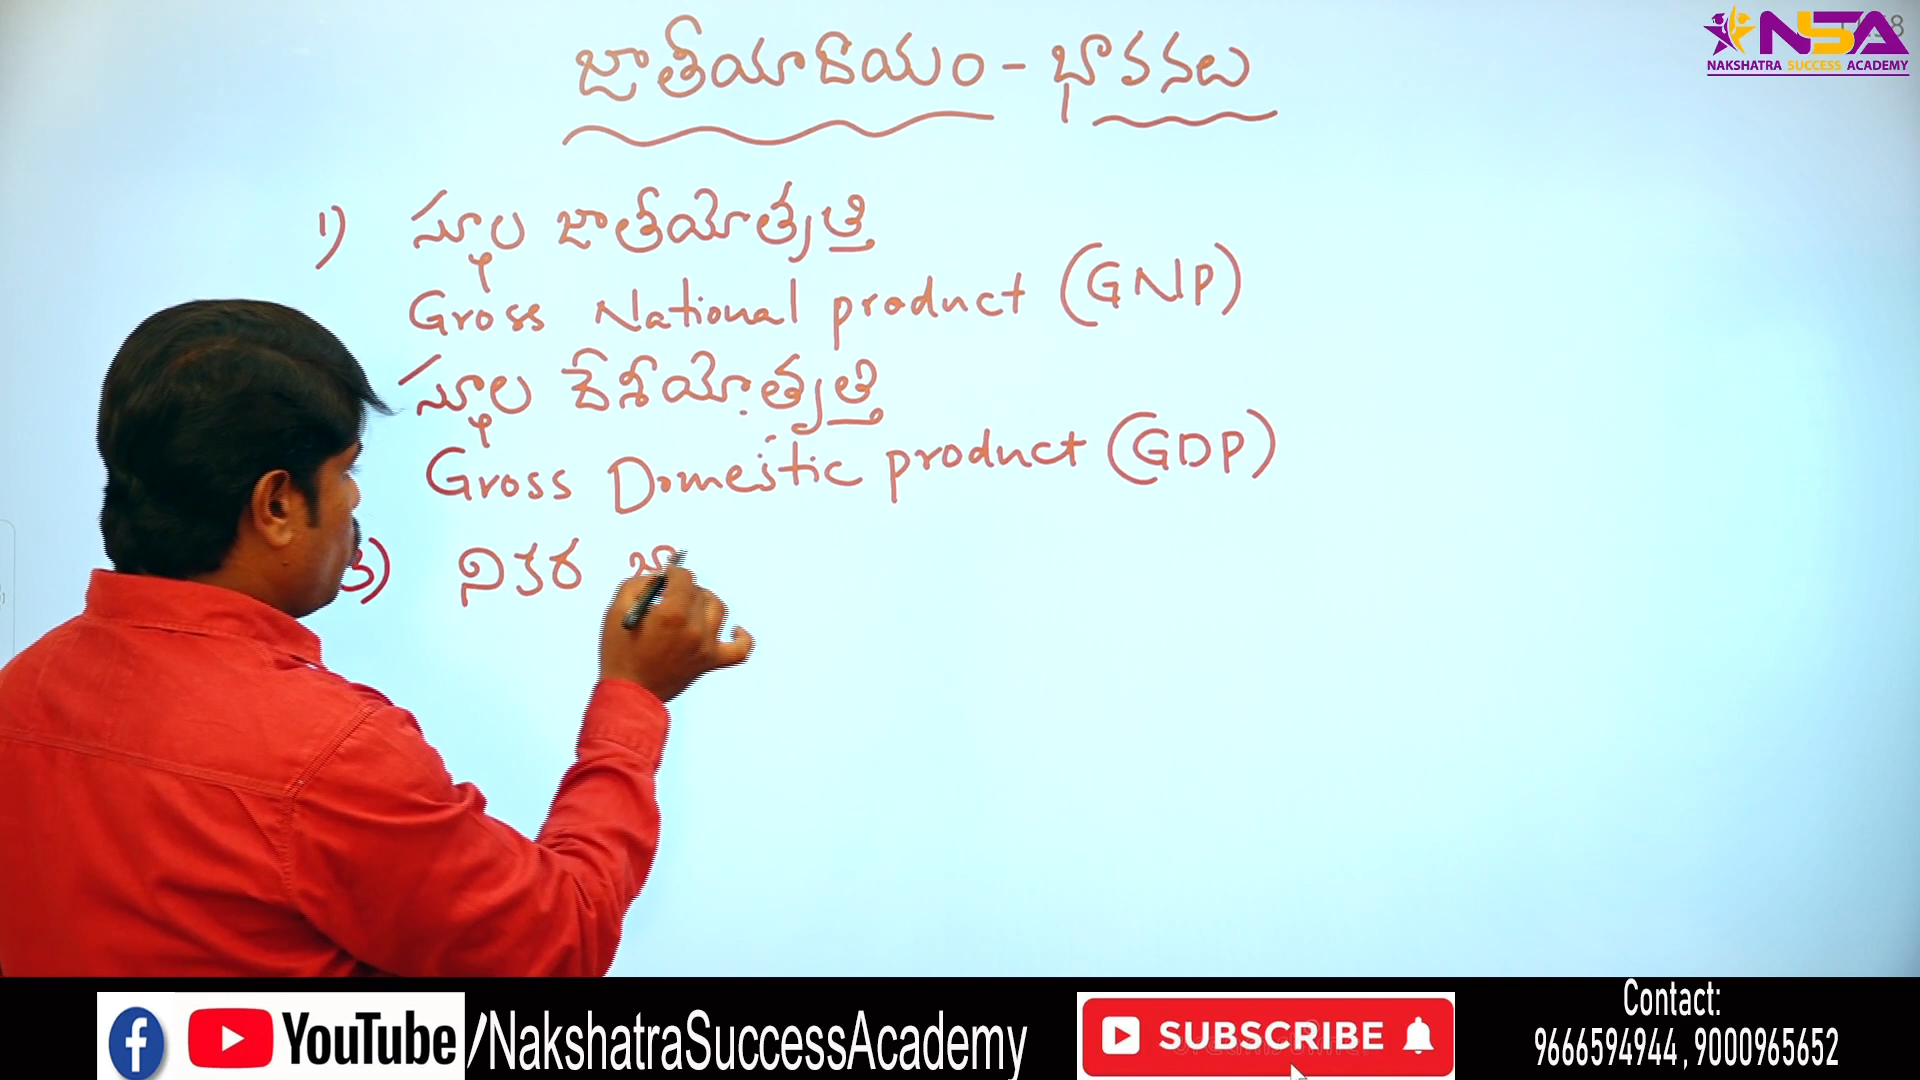 NSA
NAKSHATRA SUCCESS ACADEMY
జాతీయాదాయం - భావనలు
1) స్థూల జాతీయోత్పత్తి
Gross National product (GNP)
స్థూల దేశీయోత్పత్తి
Gross Domestic product (GDP)
3) నికర జా
YouTube /NakshatraSuccessAcademy
SUBSCRIBE
Contact:
9666594944 , 9000965652